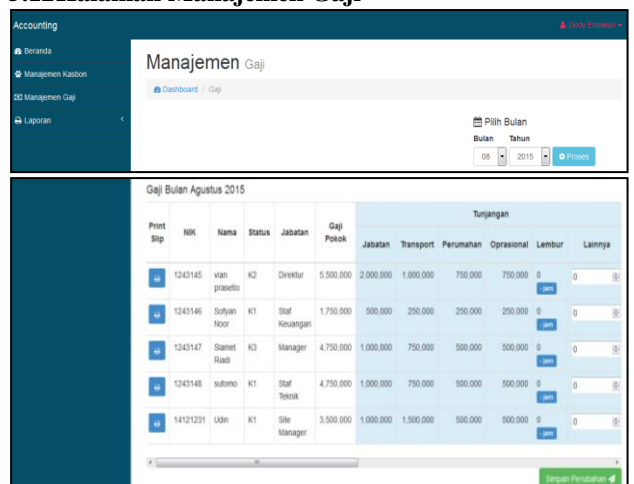 Accounting
Dody Ermawan
Beranda
Manajemen Kasbon
Manajemen Gaji
Laporan
Manajemen Gaji
Dashboard / Gaji
Pilih Bulan
Bulan Tahun
08 2015 Proses
Gaji Bulan Agustus 2015
Tunjangan
Print Slip NIK Nama Status Jabatan Gaji Pokok Jabatan Transport Perumahan Oprasional Lembur Lainnya
1243145 vian prasetio K2 Direktur 5,500,000 2,000,000 1,000,000 750,000 750,000 0 -jam 0
1243146 Sofyan Noor K1 Staf Keuangan 1,750,000 500,000 250,000 250,000 250,000 0 -jam 0
1243147 Slamet Riadi K3 Manager 4,750,000 1,000,000 750,000 500,000 500,000 0 -jam 0
1243148 sutomo K1 Staf Teknik 4,750,000 1,000,000 750,000 500,000 500,000 0 -jam 0
14121231 Udin K1 Site Manager 3,500,000 1,000,000 1,500,000 500,000 500,000 0 -jam 0
Simpan Perubahan